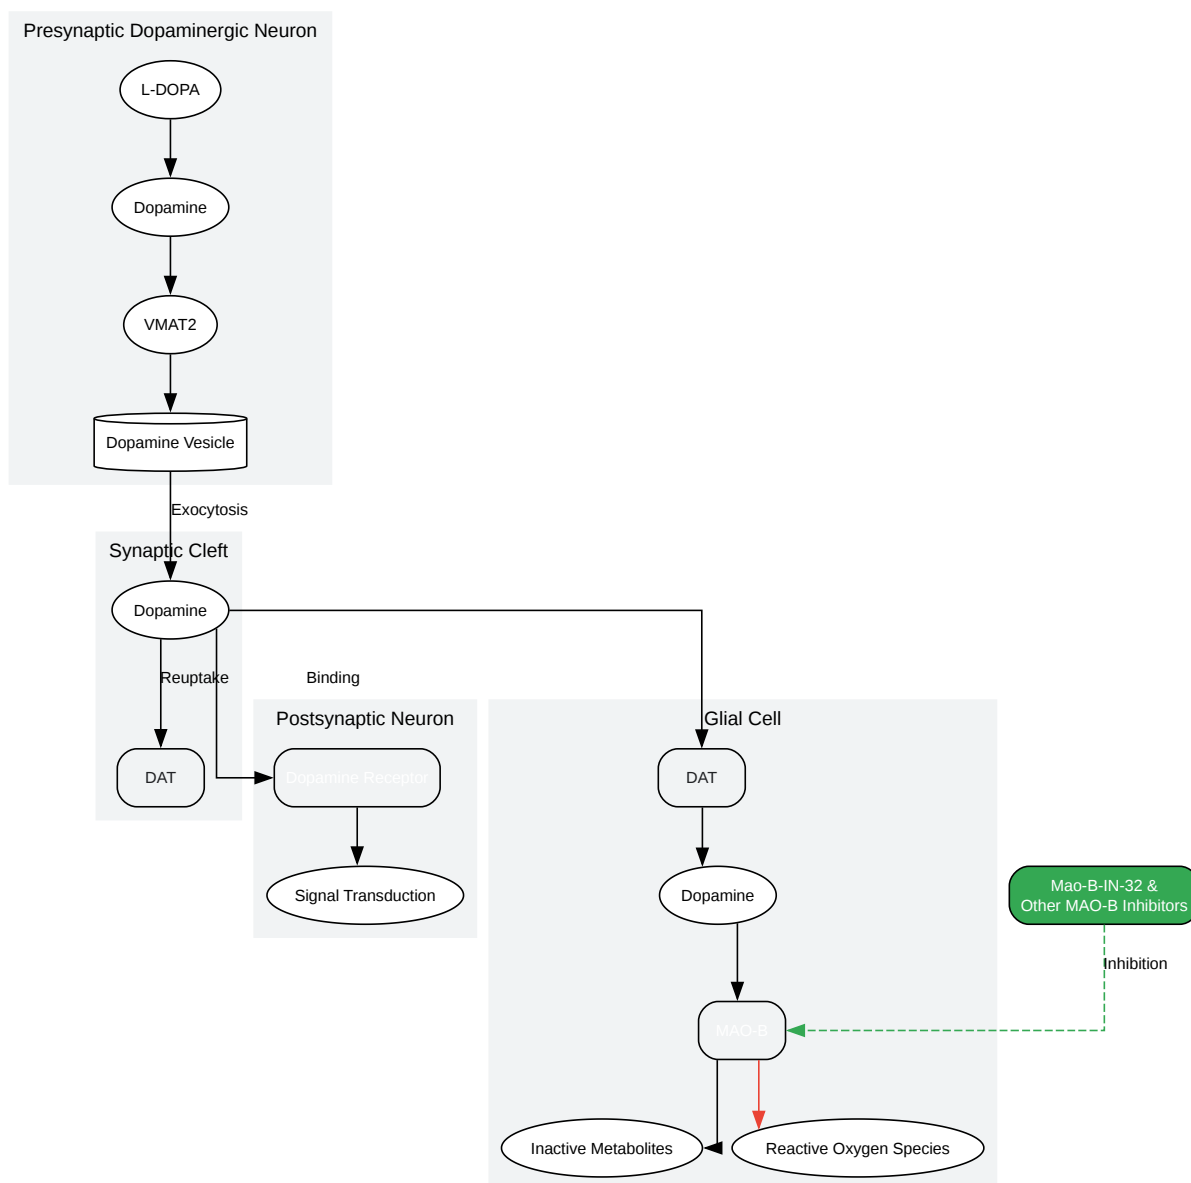 Presynaptic Dopaminergic Neuron
L-DOPA
Dopamine
VMAT2
Dopamine Vesicle
Exocytosis
Synaptic Cleft
Dopamine
Reuptake
Binding
DAT
Postsynaptic Neuron
Dopamine Receptor
Signal Transduction
Glial Cell
DAT
Dopamine
MAO-B
Inactive Metabolites
Reactive Oxygen Species
Mao-B-IN-32 &
Other MAO-B Inhibitors
Inhibition